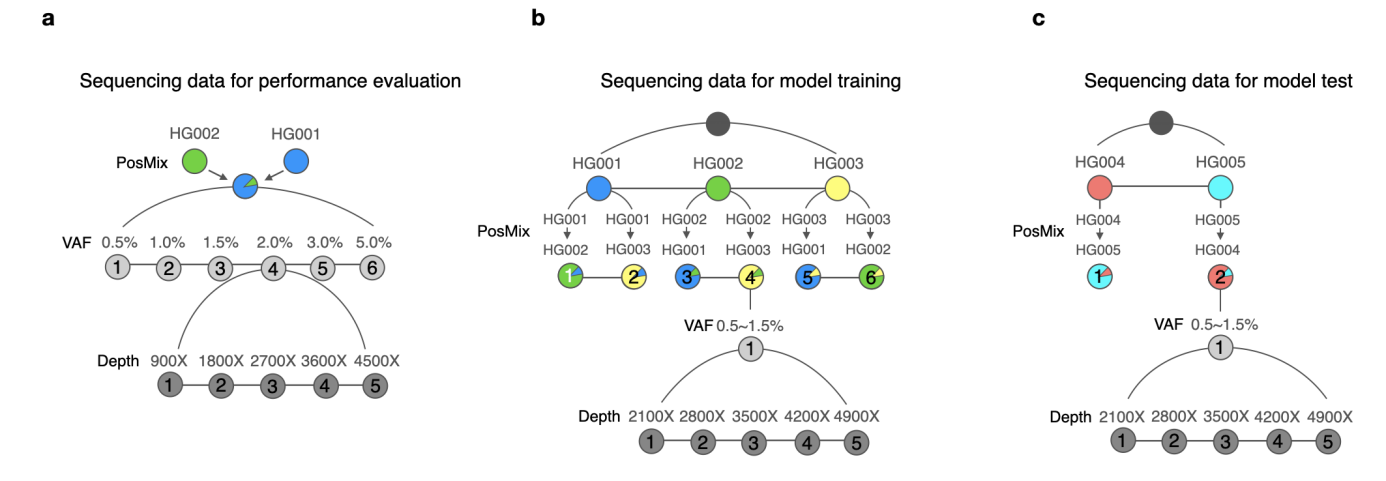 a
Sequencing data for performance evaluation
HG002 HG001
PosMix
VAF 0.5% 1.0% 1.5% 2.0% 3.0% 5.0%
1 2 3 4 5 6
Depth 900X 1800X 2700X 3600X 4500X
1 2 3 4 5
b
Sequencing data for model training
HG001 HG002 HG003
HG001 HG001 HG002 HG002 HG003 HG003
PosMix
HG002 HG003 HG001 HG003 HG001 HG002
1 2 3 4 5 6
VAF 0.5~1.5%
1
Depth 2100X 2800X 3500X 4200X 4900X
1 2 3 4 5
c
Sequencing data for model test
HG004 HG005
HG004 HG005
PosMix
HG005 HG004
1 2
VAF 0.5~1.5%
1
Depth 2100X 2800X 3500X 4200X 4900X
1 2 3 4 5